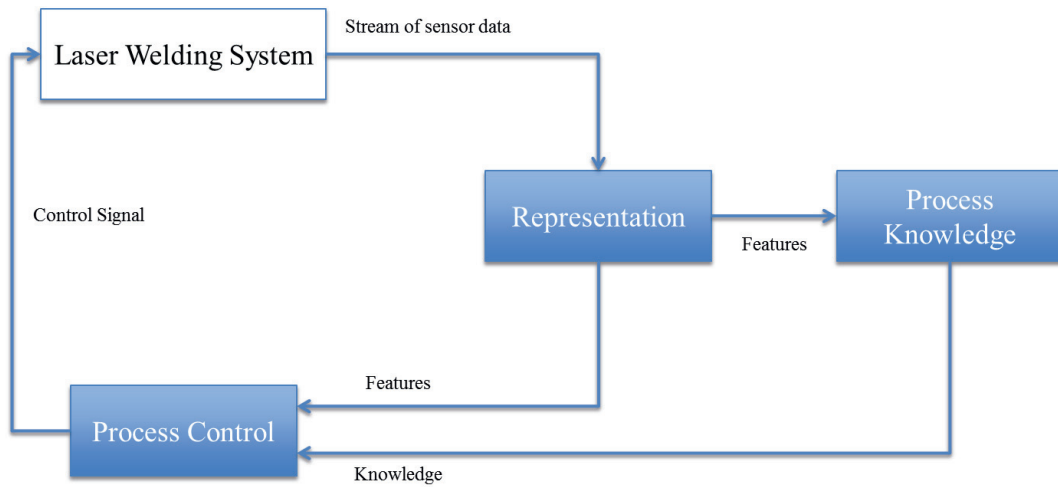 Stream of sensor data
Laser Welding System
Control Signal
Representation
Process
Knowledge
Features
Features
Process Control
Knowledge